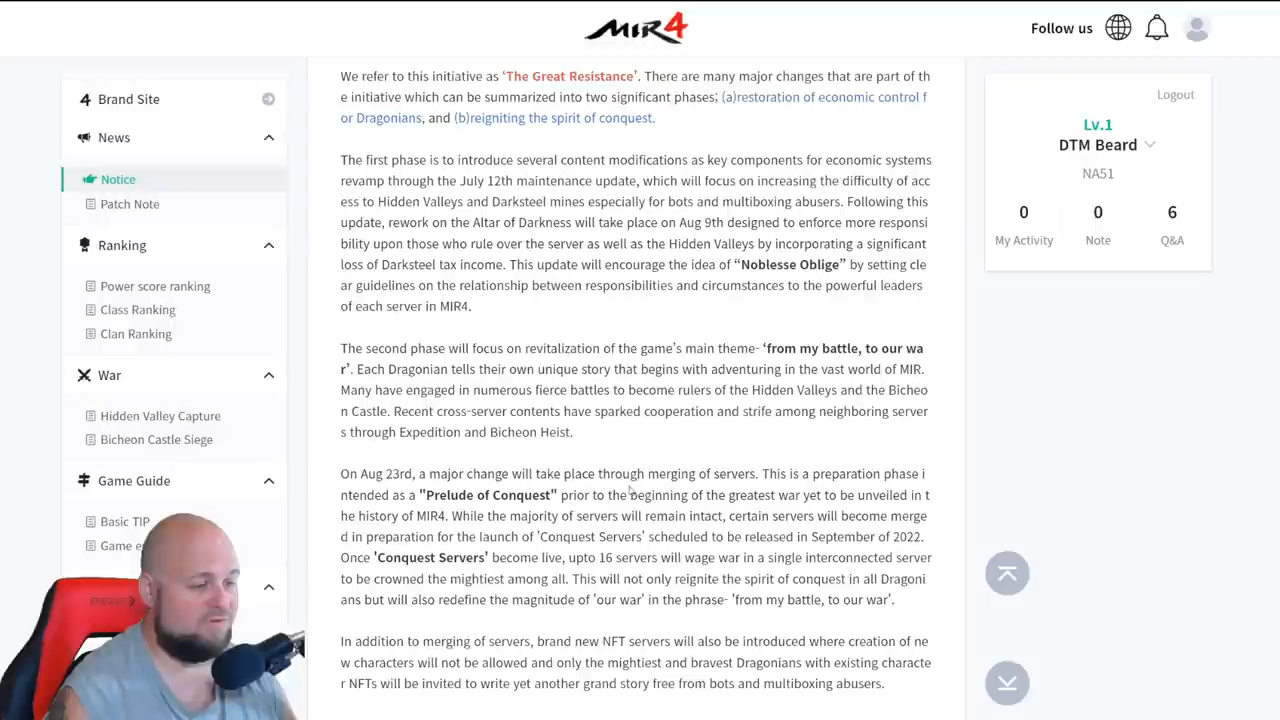 MIR4
Follow us
4 Brand Site
News
Notice
Patch Note
Ranking
Power score ranking
Class Ranking
Clan Ranking
War
Hidden Valley Capture
Bicheon Castle Siege
Game Guide
Basic TIP
Game
We refer to this initiative as ‘The Great Resistance’. There are many major changes that are part of th
e initiative which can be summarized into two significant phases; (a)restoration of economic control f
or Dragonians, and (b)reigniting the spirit of conquest.
The first phase is to introduce several content modifications as key components for economic systems
revamp through the July 12th maintenance update, which will focus on increasing the difficulty of acc
ess to Hidden Valleys and Darksteel mines especially for bots and multiboxing abusers. Following this
update, rework on the Altar of Darkness will take place on Aug 9th designed to enforce more responsi
bility upon those who rule over the server as well as the Hidden Valleys by incorporating a significant
loss of Darksteel tax income. This update will encourage the idea of “Noblesse Oblige” by setting cle
ar guidelines on the relationship between responsibilities and circumstances to the powerful leaders
of each server in MIR4.
The second phase will focus on revitalization of the game’s main theme- ‘from my battle, to our wa
r’. Each Dragonian tells their own unique story that begins with adventuring in the vast world of MIR.
Many have engaged in numerous fierce battles to become rulers of the Hidden Valleys and the Bicheo
n Castle. Recent cross-server contents have sparked cooperation and strife among neighboring server
s through Expedition and Bicheon Heist.
On Aug 23rd, a major change will take place through merging of servers. This is a preparation phase i
ntended as a "Prelude of Conquest" prior to the beginning of the greatest war yet to be unveiled in t
he history of MIR4. While the majority of servers will remain intact, certain servers will become merge
d in preparation for the launch of 'Conquest Servers' scheduled to be released in September of 2022.
Once 'Conquest Servers' become live, upto 16 servers will wage war in a single interconnected server
to be crowned the mightiest among all. This will not only reignite the spirit of conquest in all Dragoni
ans but will also redefine the magnitude of 'our war' in the phrase- 'from my battle, to our war'.
In addition to merging of servers, brand new NFT servers will also be introduced where creation of ne
w characters will not be allowed and only the mightiest and bravest Dragonians with existing characte
r NFTs will be invited to write yet another grand story free from bots and multiboxing abusers.
Logout
Lv.1
DTM Beard
NA51
0 0 6
My Activity Note Q&A